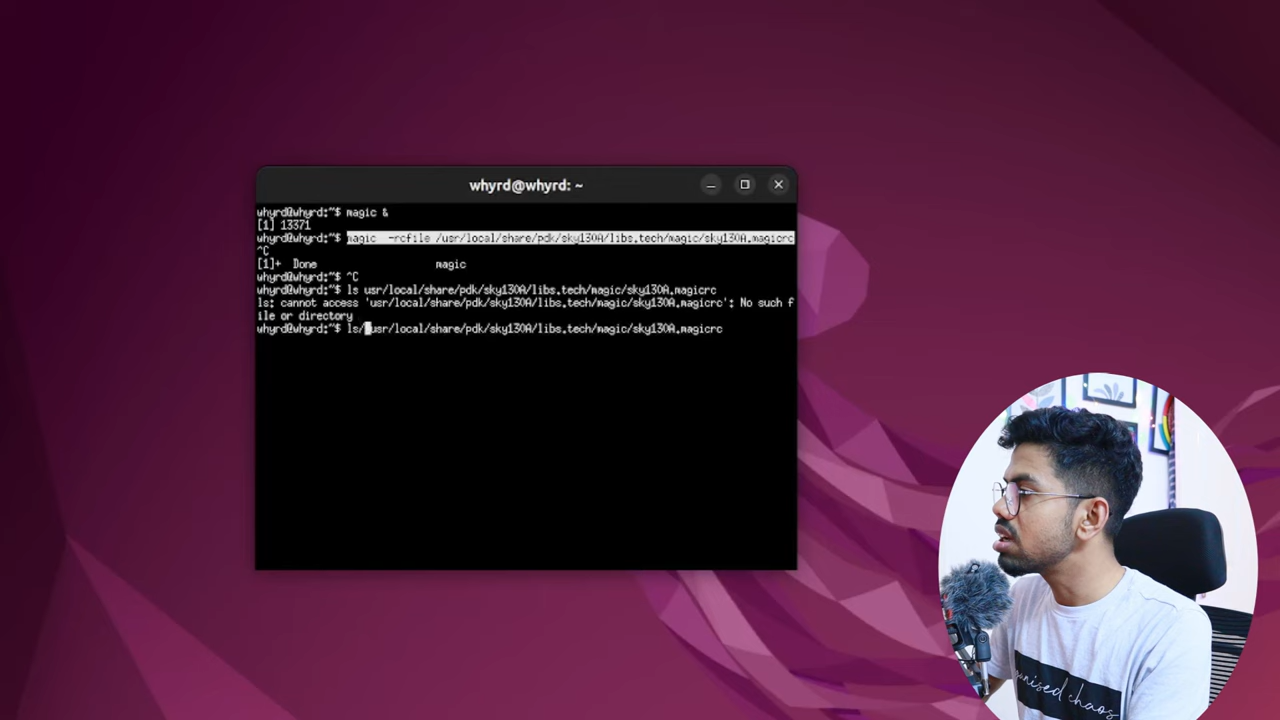 whyrd@whyrd: ~
whyrd@whyrd:~$ magic &
[1] 13371
whyrd@whyrd:~$ magic -rcfile /usr/local/share/pdk/sky130A/libs.tech/magic/sky130A.magicrc
^C
[1]+ Done magic
whyrd@whyrd:~$ ^C
whyrd@whyrd:~$ ls usr/local/share/pdk/sky130A/libs.tech/magic/sky130A.magicrc
ls: cannot access 'usr/local/share/pdk/sky130A/libs.tech/magic/sky130A.magicrc': No such f
ile or directory
whyrd@whyrd:~$ ls/usr/local/share/pdk/sky130A/libs.tech/magic/sky130A.magicrc
chaos